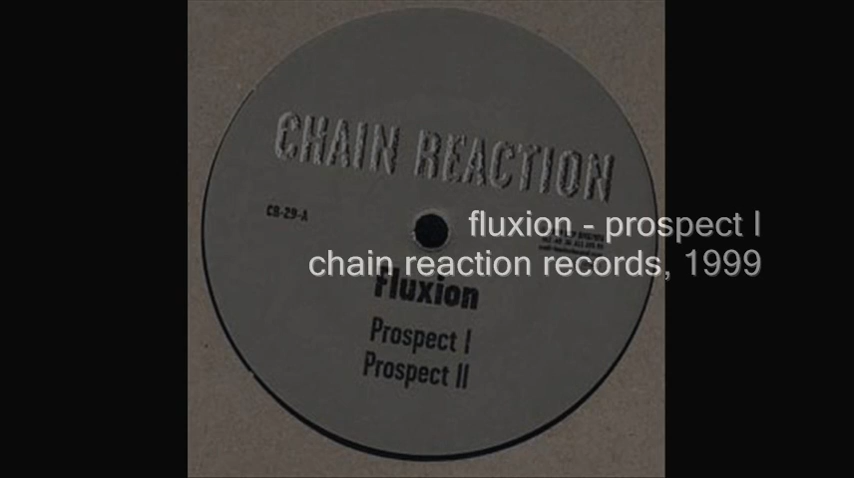 CHAIN REACTION
CR-29-A
fluxion - prospect I
chain reaction records, 1999
Fluxion
Prospect I
Prospect II